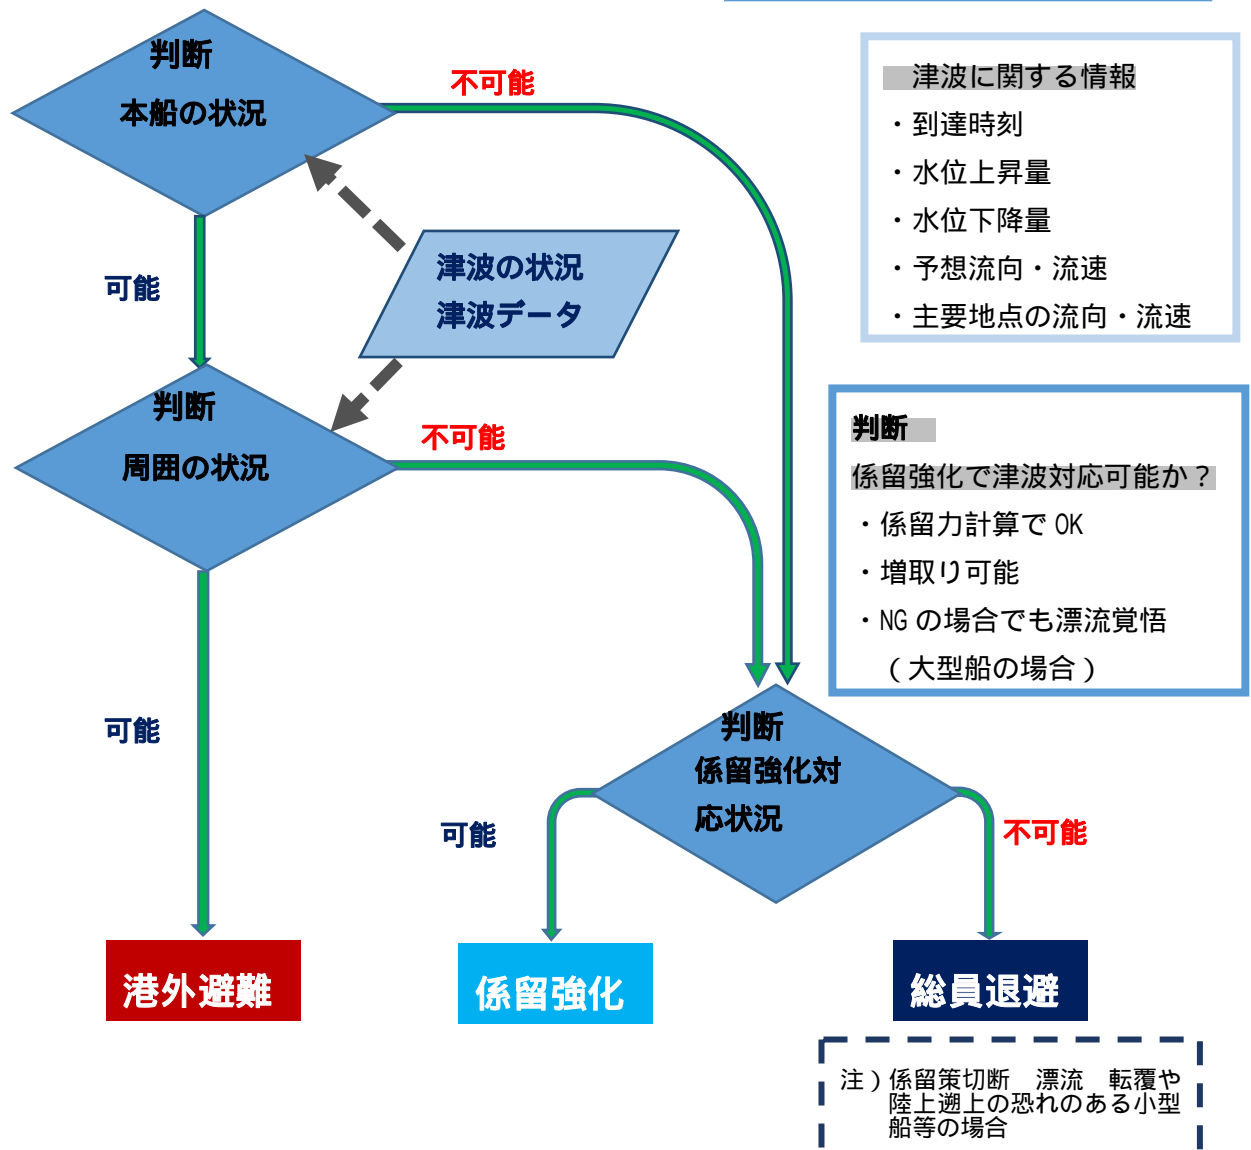 判断
本船の状況
不可能
可能
津波の状況
津波データ
判断
周囲の状況
不可能
可能
津波に関する情報
・到達時刻
・水位上昇量
・水位下降量
・予想流向・流速
・主要地点の流向・流速
判断
係留強化で津波対応可能か？
・係留力計算で OK
・増取り可能
・NG の場合でも漂流覚悟
（大型船の場合）
判断
係留強化対
応状況
可能
不可能
港外避難
係留強化
総員退避
注）係留策切断　漂流　転覆や
陸上遡上の恐れのある小型
船等の場合